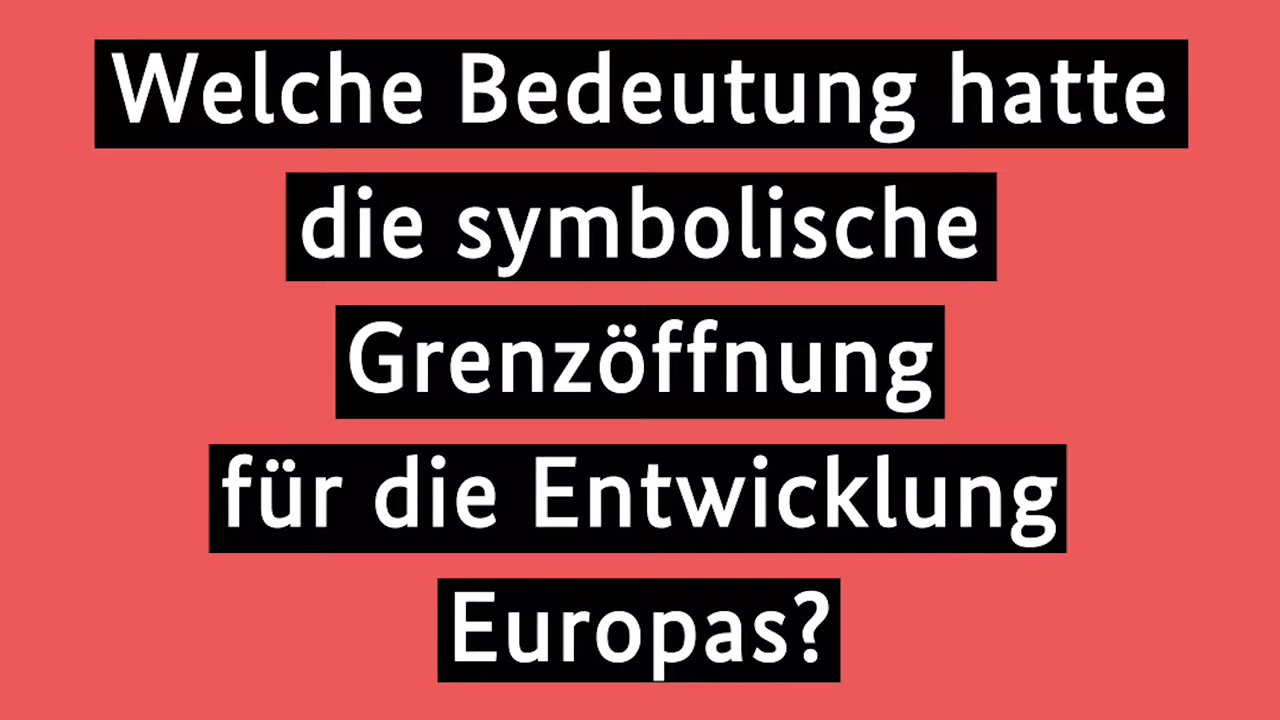 Welche Bedeutung hatte
die symbolische
Grenzöffnung
für die Entwicklung
Europas?